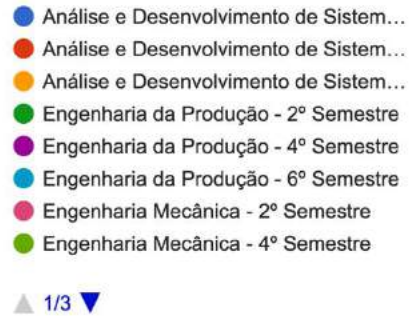 Análise e Desenvolvimento de Sistem...
Análise e Desenvolvimento de Sistem...
Análise e Desenvolvimento de Sistem...
Engenharia da Produção - 2º Semestre
Engenharia da Produção - 4º Semestre
Engenharia da Produção - 6º Semestre
Engenharia Mecânica - 2º Semestre
Engenharia Mecânica - 4º Semestre
1/3